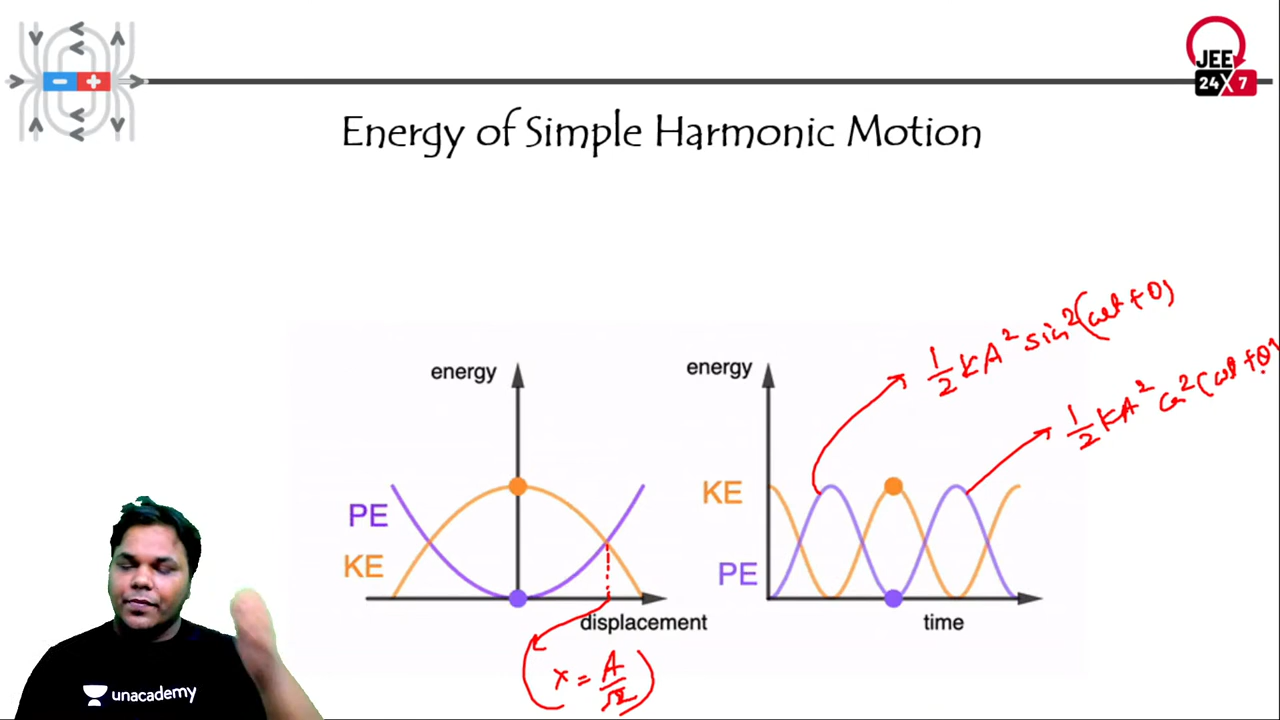 JEE
24X7
− +
Energy of Simple Harmonic Motion
energy
PE
KE
displacement
x = A/√2
energy
KE
PE
time
1/2 KA² sin²(ωt + θ)
1/2 KA² cos²(ωt + θ)
unacademy